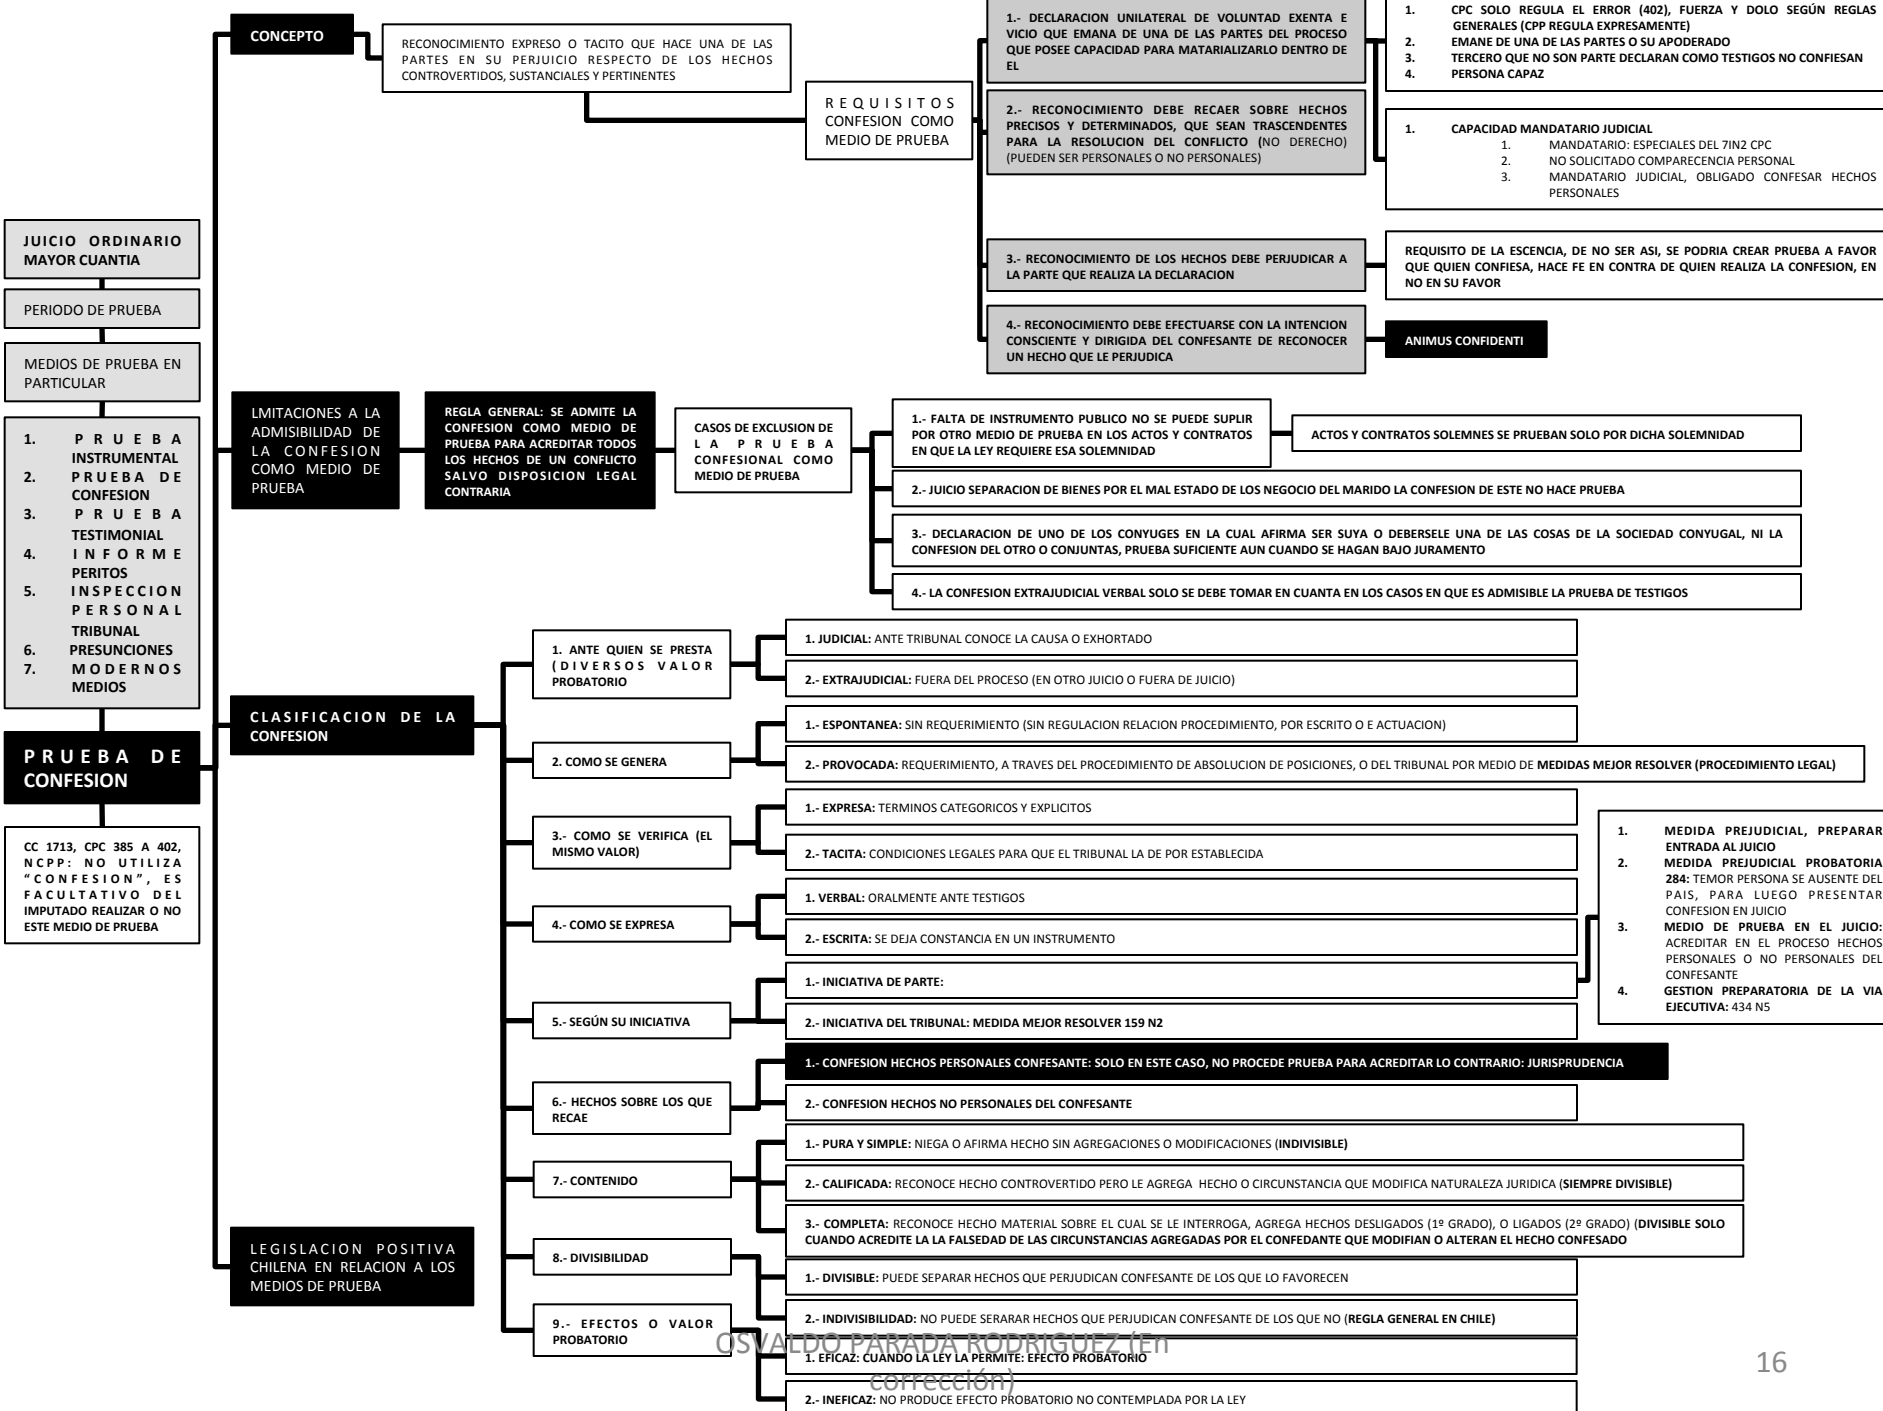 JUICIO ORDINARIO
MAYOR CUANTIA
PERIODO DE PRUEBA
MEDIOS DE PRUEBA EN
PARTICULAR
1. PRUEBA
INSTRUMENTAL
2. PRUEBA DE
CONFESION
3. PRUEBA
TESTIMONIAL
4. INFORME
PERITOS
5. INSPECCION
PERSONAL
TRIBUNAL
6. PRESUNCIONES
7. MODERNOS
MEDIOS
PRUEBA DE
CONFESION
CC 1713, CPC 385 A 402,
NCPP: NO UTILIZA
“CONFESION”, ES
FACULTATIVO DEL
IMPUTADO REALIZAR O NO
ESTE MEDIO DE PRUEBA
CONCEPTO
RECONOCIMIENTO EXPRESO O TACITO QUE HACE UNA DE LAS
PARTES EN SU PERJUICIO RESPECTO DE LOS HECHOS
CONTROVERTIDOS, SUSTANCIALES Y PERTINENTES
REQUISITOS
CONFESION COMO
MEDIO DE PRUEBA
1.- DECLARACION UNILATERAL DE VOLUNTAD EXENTA E
VICIO QUE EMANA DE UNA DE LAS PARTES DEL PROCESO
QUE POSEE CAPACIDAD PARA MATARIALIZARLO DENTRO DE
EL
1. CPC SOLO REGULA EL ERROR (402), FUERZA Y DOLO SEGÚN REGLAS
GENERALES (CPP REGULA EXPRESAMENTE)
2. EMANE DE UNA DE LAS PARTES O SU APODERADO
3. TERCERO QUE NO SON PARTE DECLARAN COMO TESTIGOS NO CONFIESAN
4. PERSONA CAPAZ
1. CAPACIDAD MANDATARIO JUDICIAL
1. MANDATARIO: ESPECIALES DEL 7IN2 CPC
2. NO SOLICITADO COMPARECENCIA PERSONAL
3. MANDATARIO JUDICIAL, OBLIGADO CONFESAR HECHOS
PERSONALES
2.- RECONOCIMIENTO DEBE RECAER SOBRE HECHOS
PRECISOS Y DETERMINADOS, QUE SEAN TRASCENDENTES
PARA LA RESOLUCION DEL CONFLICTO (NO DERECHO)
(PUEDEN SER PERSONALES O NO PERSONALES)
3.- RECONOCIMIENTO DE LOS HECHOS DEBE PERJUDICAR A
LA PARTE QUE REALIZA LA DECLARACION
REQUISITO DE LA ESCENCIA, DE NO SER ASI, SE PODRIA CREAR PRUEBA A FAVOR
QUE QUIEN CONFIESA, HACE FE EN CONTRA DE QUIEN REALIZA LA CONFESION, EN
NO EN SU FAVOR
4.- RECONOCIMIENTO DEBE EFECTUARSE CON LA INTENCION
CONSCIENTE Y DIRIGIDA DEL CONFESANTE DE RECONOCER
UN HECHO QUE LE PERJUDICA
ANIMUS CONFIDENTI
LMITACIONES A LA
ADMISIBILIDAD DE
LA CONFESION
COMO MEDIO DE
PRUEBA
REGLA GENERAL: SE ADMITE LA
CONFESION COMO MEDIO DE
PRUEBA PARA ACREDITAR TODOS
LOS HECHOS DE UN CONFLICTO
SALVO DISPOSICION LEGAL
CONTRARIA
CASOS DE EXCLUSION DE
LA PRUEBA
CONFESIONAL COMO
MEDIO DE PRUEBA
1.- FALTA DE INSTRUMENTO PUBLICO NO SE PUEDE SUPLIR
POR OTRO MEDIO DE PRUEBA EN LOS ACTOS Y CONTRATOS
EN QUE LA LEY REQUIERE ESA SOLEMNIDAD
ACTOS Y CONTRATOS SOLEMNES SE PRUEBAN SOLO POR DICHA SOLEMNIDAD
2.- JUICIO SEPARACION DE BIENES POR EL MAL ESTADO DE LOS NEGOCIO DEL MARIDO LA CONFESION DE ESTE NO HACE PRUEBA
3.- DECLARACION DE UNO DE LOS CONYUGES EN LA CUAL AFIRMA SER SUYA O DEBERSELE UNA DE LAS COSAS DE LA SOCIEDAD CONYUGAL, NI LA
CONFESION DEL OTRO O CONJUNTAS, PRUEBA SUFICIENTE AUN CUANDO SE HAGAN BAJO JURAMENTO
4.- LA CONFESION EXTRAJUDICIAL VERBAL SOLO SE DEBE TOMAR EN CUANTA EN LOS CASOS EN QUE ES ADMISIBLE LA PRUEBA DE TESTIGOS
CLASIFICACION DE LA
CONFESION
1. ANTE QUIEN SE PRESTA
(DIVERSOS VALOR
PROBATORIO
1. JUDICIAL: ANTE TRIBUNAL CONOCE LA CAUSA O EXHORTADO
2.- EXTRAJUDICIAL: FUERA DEL PROCESO (EN OTRO JUICIO O FUERA DE JUICIO)
2. COMO SE GENERA
1.- ESPONTANEA: SIN REQUERIMIENTO (SIN REGULACION RELACION PROCEDIMIENTO, POR ESCRITO O E ACTUACION)
2.- PROVOCADA: REQUERIMIENTO, A TRAVES DEL PROCEDIMIENTO DE ABSOLUCION DE POSICIONES, O DEL TRIBUNAL POR MEDIO DE MEDIDAS MEJOR RESOLVER (PROCEDIMIENTO LEGAL)
3.- COMO SE VERIFICA (EL
MISMO VALOR)
1.- EXPRESA: TERMINOS CATEGORICOS Y EXPLICITOS
2.- TACITA: CONDICIONES LEGALES PARA QUE EL TRIBUNAL LA DE POR ESTABLECIDA
4.- COMO SE EXPRESA
1. VERBAL: ORALMENTE ANTE TESTIGOS
2.- ESCRITA: SE DEJA CONSTANCIA EN UN INSTRUMENTO
5.- SEGÚN SU INICIATIVA
1.- INICIATIVA DE PARTE:
2.- INICIATIVA DEL TRIBUNAL: MEDIDA MEJOR RESOLVER 159 N2
1. MEDIDA PREJUDICIAL, PREPARAR
ENTRADA AL JUICIO
2. MEDIDA PREJUDICIAL PROBATORIA
284: TEMOR PERSONA SE AUSENTE DEL
PAIS, PARA LUEGO PRESENTAR
CONFESION EN JUICIO
3. MEDIO DE PRUEBA EN EL JUICIO:
ACREDITAR EN EL PROCESO HECHOS
PERSONALES O NO PERSONALES DEL
CONFESANTE
4. GESTION PREPARATORIA DE LA VIA
EJECUTIVA: 434 N5
6.- HECHOS SOBRE LOS QUE
RECAE
1.- CONFESION HECHOS PERSONALES CONFESANTE: SOLO EN ESTE CASO, NO PROCEDE PRUEBA PARA ACREDITAR LO CONTRARIO: JURISPRUDENCIA
2.- CONFESION HECHOS NO PERSONALES DEL CONFESANTE
7.- CONTENIDO
1.- PURA Y SIMPLE: NIEGA O AFIRMA HECHO SIN AGREGACIONES O MODIFICACIONES (INDIVISIBLE)
2.- CALIFICADA: RECONOCE HECHO CONTROVERTIDO PERO LE AGREGA HECHO O CIRCUNSTANCIA QUE MODIFICA NATURALEZA JURIDICA (SIEMPRE DIVISIBLE)
3.- COMPLETA: RECONOCE HECHO MATERIAL SOBRE EL CUAL SE LE INTERROGA, AGREGA HECHOS DESLIGADOS (1º GRADO), O LIGADOS (2º GRADO) (DIVISIBLE SOLO
CUANDO ACREDITE LA LA FALSEDAD DE LAS CIRCUNSTANCIAS AGREGADAS POR EL CONFEDANTE QUE MODIFIAN O ALTERAN EL HECHO CONFESADO
8.- DIVISIBILIDAD
1.- DIVISIBLE: PUEDE SEPARAR HECHOS QUE PERJUDICAN CONFESANTE DE LOS QUE LO FAVORECEN
2.- INDIVISIBILIDAD: NO PUEDE SERARAR HECHOS QUE PERJUDICAN CONFESANTE DE LOS QUE NO (REGLA GENERAL EN CHILE)
9.- EFECTOS O VALOR
PROBATORIO
1. EFICAZ: CUANDO LA LEY LA PERMITE: EFECTO PROBATORIO
2.- INEFICAZ: NO PRODUCE EFECTO PROBATORIO NO CONTEMPLADA POR LA LEY
LEGISLACION POSITIVA
CHILENA EN RELACION A LOS
MEDIOS DE PRUEBA
OSVALDO PARADA RODRIGUEZ (En
corrección)
16